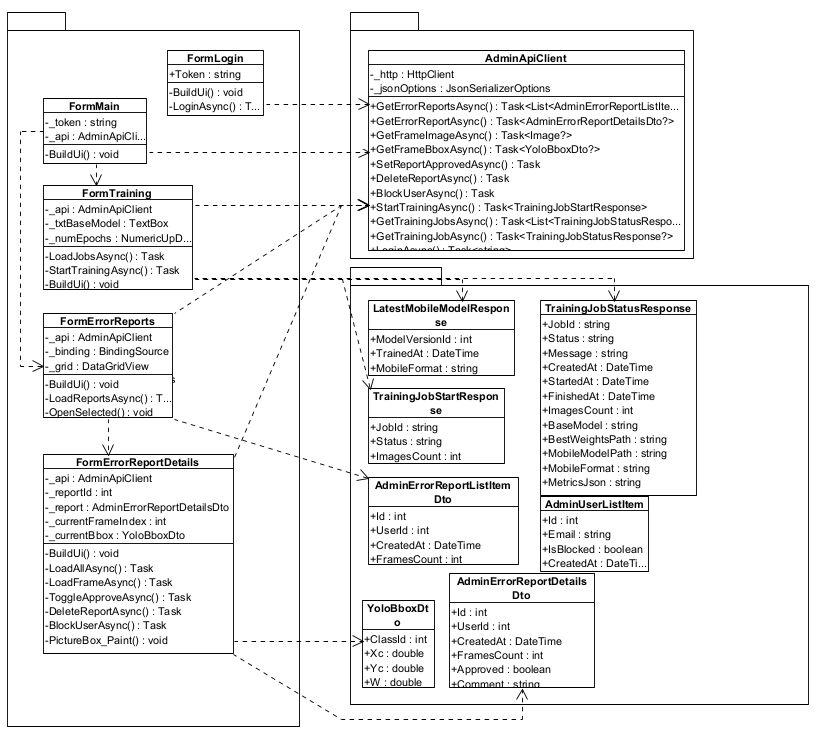 FormLogin
+Token : string
-BuildUi() : void
-LoginAsync() : T...
FormMain
-_token : string
-_api : AdminApiCli...
-BuildUi() : void
FormTraining
-_api : AdminApiClient
-_txtBaseModel : TextBox
-_numEpochs : NumericUpD...
-LoadJobsAsync() : Task
-StartTrainingAsync() : Task
-BuildUi() : void
FormErrorReports
-_api : AdminApiClient
-_binding : BindingSource
-_grid : DataGridView
-BuildUi() : void
-LoadReportsAsync() : T...
-OpenSelected() : void
FormErrorReportDetails
-_api : AdminApiClient
-_reportId : int
-_report : AdminErrorReportDetailsDto
-_currentFrameIndex : int
-_currentBbox : YoloBboxDto
-BuildUi() : void
-LoadAllAsync() : Task
-LoadFrameAsync() : Task
-ToggleApproveAsync() : Task
-DeleteReportAsync() : Task
-BlockUserAsync() : Task
-PictureBox_Paint() : void
AdminApiClient
-_http : HttpClient
-_jsonOptions : JsonSerializerOptions
+GetErrorReportsAsync() : Task<List<AdminErrorReportListIte...
+GetErrorReportAsync() : Task<AdminErrorReportDetailsDto?>
+GetFrameImageAsync() : Task<Image?>
+GetFrameBboxAsync() : Task<YoloBboxDto?>
+SetReportApprovedAsync() : Task
+DeleteReportAsync() : Task
+BlockUserAsync() : Task
+StartTrainingAsync() : Task<TrainingJobStartResponse>
+GetTrainingJobsAsync() : Task<List<TrainingJobStatusRespo...
+GetTrainingJobAsync() : Task<TrainingJobStatusResponse?>
+LoginAsync() : Task<string>
LatestMobileModelRespon
se
+ModelVersionId : int
+TrainedAt : DateTime
+MobileFormat : string
TrainingJobStartRespon
se
+JobId : string
+Status : string
+ImagesCount : int
AdminErrorReportListItem
Dto
+Id : int
+UserId : int
+CreatedAt : DateTime
+FramesCount : int
TrainingJobStatusResponse
+JobId : string
+Status : string
+Message : string
+CreatedAt : DateTime
+StartedAt : DateTime
+FinishedAt : DateTime
+ImagesCount : int
+BaseModel : string
+BestWeightsPath : string
+MobileModelPath : string
+MobileFormat : string
+MetricsJson : string
AdminUserListItem
+Id : int
+Email : string
+IsBlocked : boolean
+CreatedAt : DateTi...
YoloBboxDt
o
+ClassId : int
+Xc : double
+Yc : double
+W : double
AdminErrorReportDetails
Dto
+Id : int
+UserId : int
+CreatedAt : DateTime
+FramesCount : int
+Approved : boolean
+Comment : string